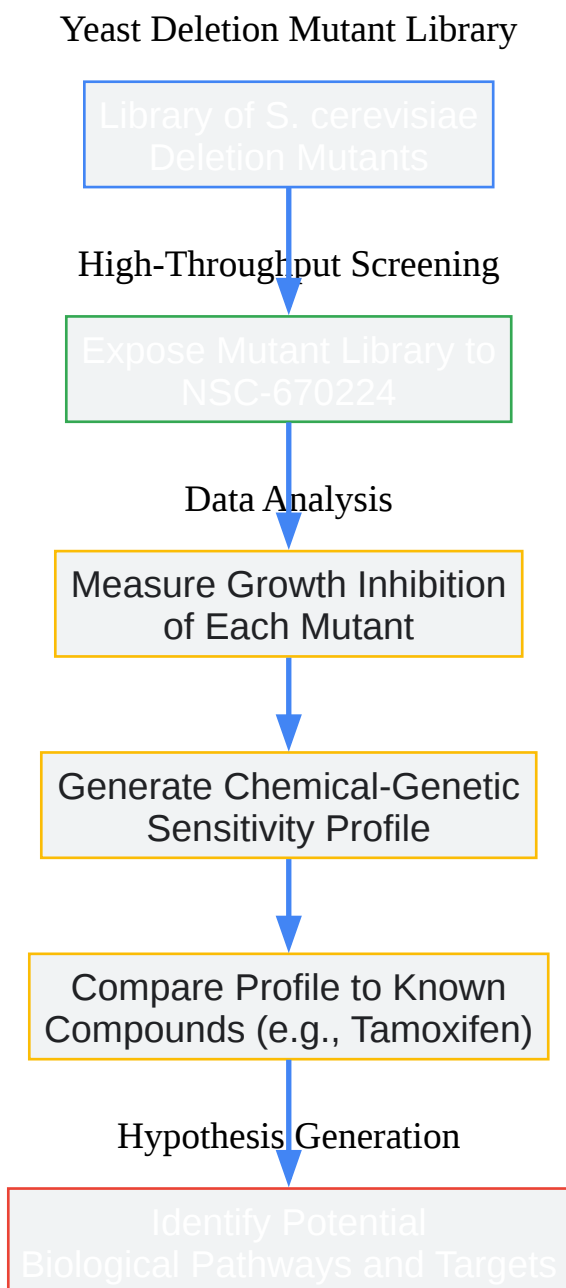 Yeast Deletion Mutant Library
Library of S. cerevisiae
Deletion Mutants
High-Throughput Screening
Expose Mutant Library to
NSC-670224
Data Analysis
Measure Growth Inhibition
of Each Mutant
Generate Chemical-Genetic
Sensitivity Profile
Compare Profile to Known
Compounds (e.g., Tamoxifen)
Hypothesis Generation
Identify Potential
Biological Pathways and Targets